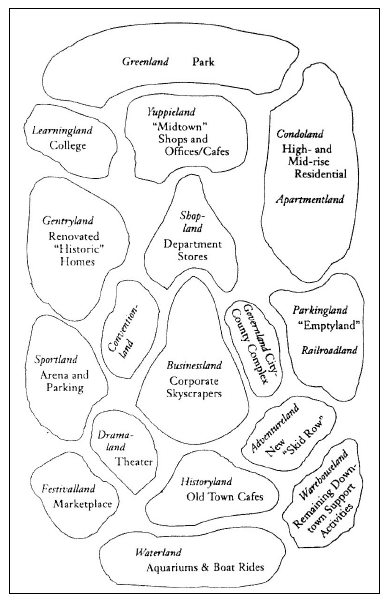 Greenland Park
Learningland
College
Yuppieland
"Midtown"
Shops and
Offices/Cafes
Condoland
High- and
Mid-rise
Residential
Apartmentland
Gentryland
Renovated
"Historic"
Homes
Shop-
land
Department
Stores
Convention-
land
Governland City-
County Complex
Parkingland
"Emptyland"
Railroadland
Sportland
Arena and
Parking
Businessland
Corporate
Skyscrapers
Drama-
land
Theater
Adventureland
New "Skid Row"
Festivalland
Marketplace
Historyland
Old Town Cafes
Warehouseland
Remaining Down-
town Support
Activities
Waterland
Aquariums & Boat Rides